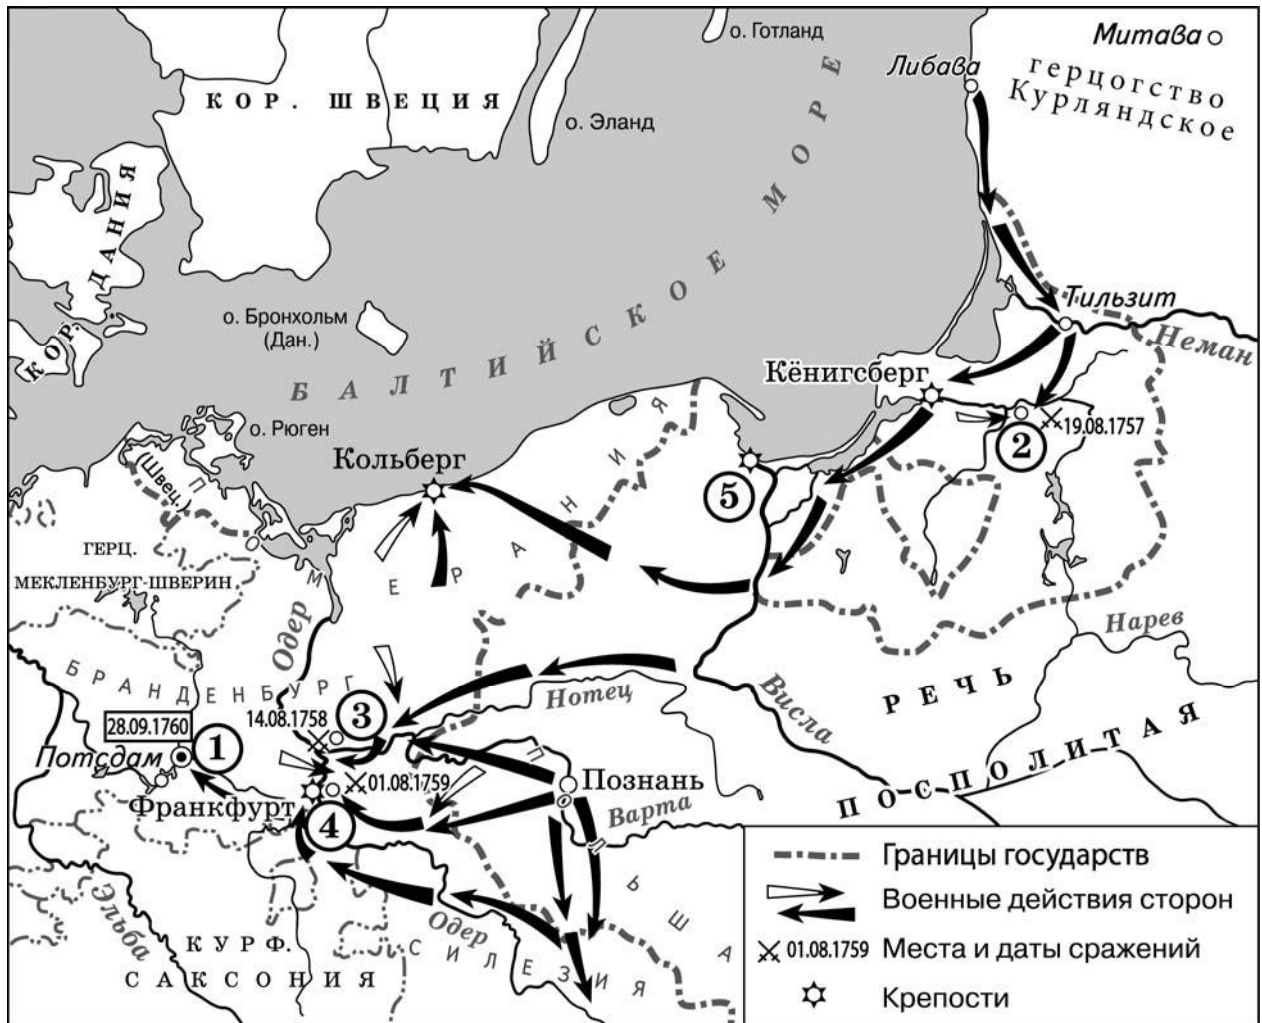 о. Готланд
Митава
Либава
герцогство
Курляндское
КОР. ШВЕЦИЯ
о. Эланд
БАЛТИЙСКОЕ МОРЕ
КОР. ДАНИЯ
о. Бронхольм
(Дан.)
Тильзит
Неман
Кёнигсберг
19.08.1757
2
о. Рюген
Кольберг
5
(Швец.)
ПОМЕРАНИЯ
ГЕРЦ.
МЕКЛЕНБУРГ-ШВЕРИН
Одер
Нарев
БРАНДЕНБУРГ
Нотец
Висла
РЕЧЬ
ПОСПОЛИТАЯ
28.09.1760
14.08.1758
3
Потсдам
1
01.08.1759
Познань
Франкфурт
4
Варта
ПОЛЬША
Эльба
Одер
КУРФ.
САКСОНИЯ
СИЛЕЗИЯ
Границы государств
Военные действия сторон
01.08.1759 Места и даты сражений
Крепости